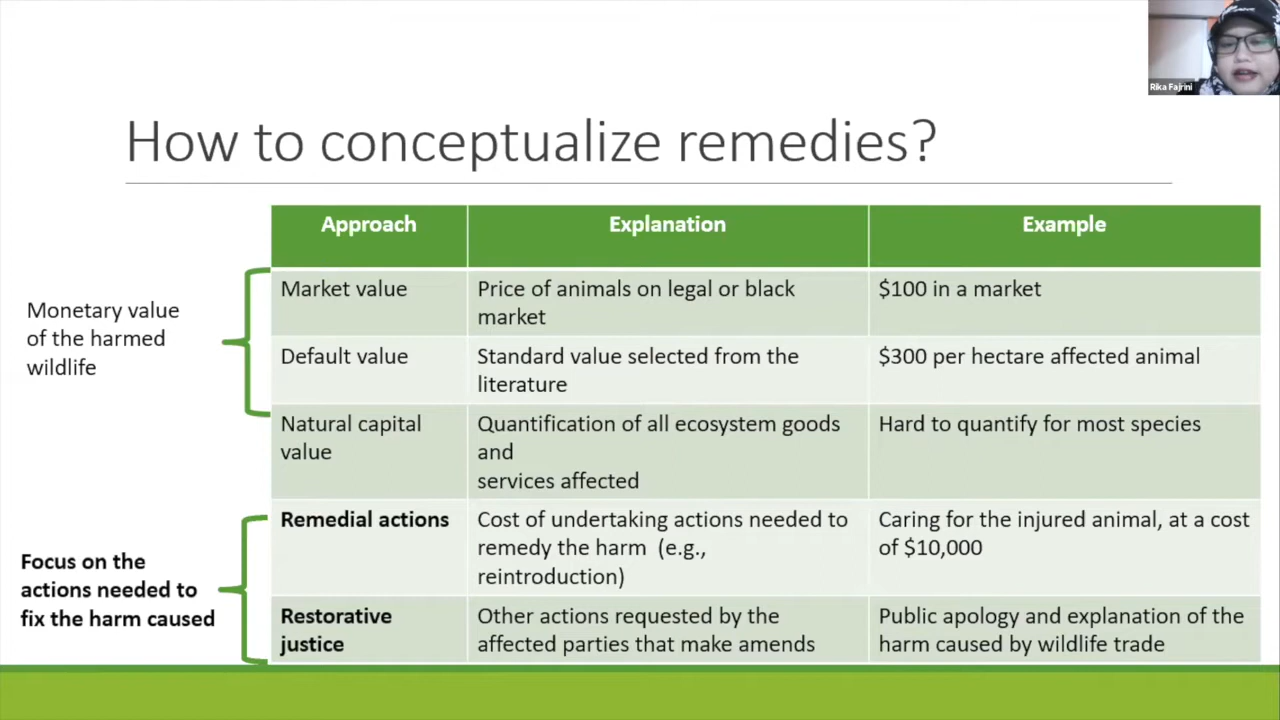 Rika Fajrini
How to conceptualize remedies?
Approach
Explanation
Example
Monetary value
of the harmed
wildlife
Market value
Price of animals on legal or black
market
$100 in a market
Default value
Standard value selected from the
literature
$300 per hectare affected animal
Natural capital
value
Quantification of all ecosystem goods
and
services affected
Hard to quantify for most species
Focus on the
actions needed to
fix the harm caused
Remedial actions
Cost of undertaking actions needed to
remedy the harm (e.g.,
reintroduction)
Caring for the injured animal, at a cost
of $10,000
Restorative
justice
Other actions requested by the
affected parties that make amends
Public apology and explanation of the
harm caused by wildlife trade